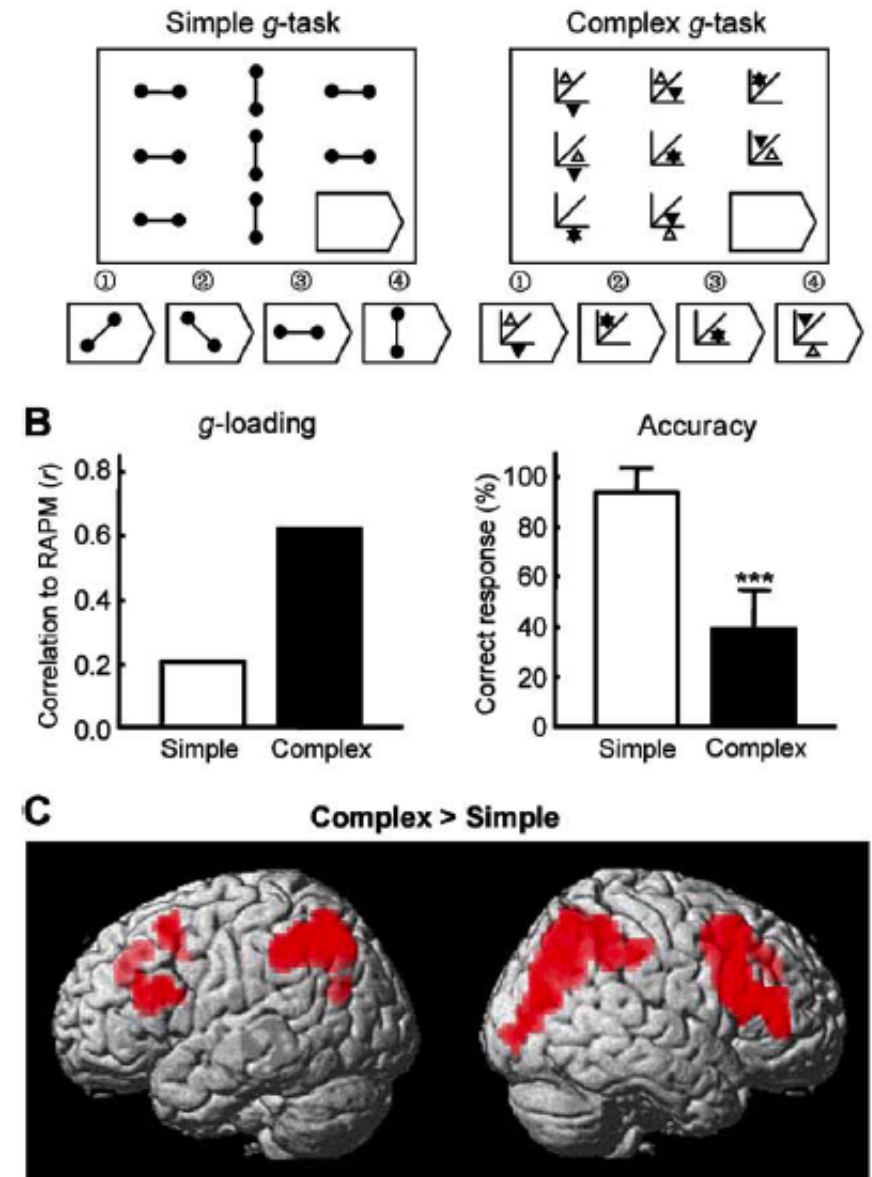 Simple g-task
Complex g-task
① ② ③ ④
① ② ③ ④
B
g-loading
Accuracy
Correlation to RAPM (r)
0.8
0.6
0.4
0.2
0.0
Simple Complex
Correct response (%)
100
80
60
40
20
0
***
Simple Complex
C
Complex > Simple